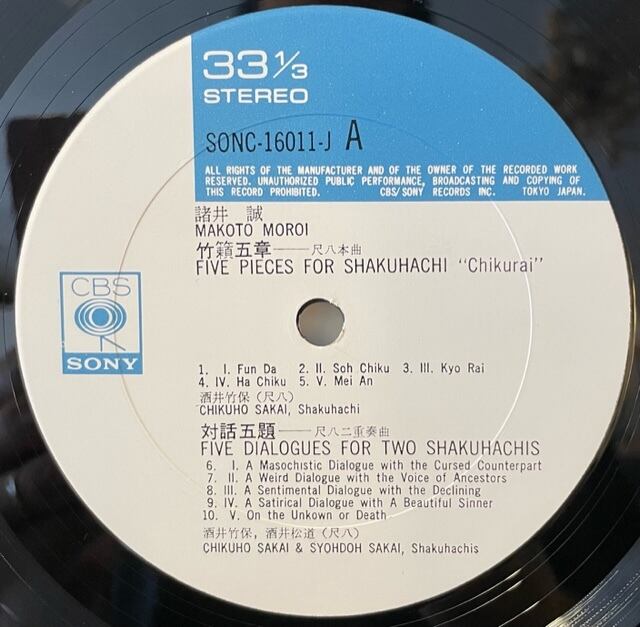 33 1/3
STEREO
SONC-16011-J A
ALL RIGHTS OF THE MANUFACTURER AND OF THE OWNER OF THE RECORDED WORK
RESERVED. UNAUTHORIZED PUBLIC PERFORMANCE, BROADCASTING AND COPYING OF
THIS RECORD PROHIBITED. CBS/SONY RECORDS INC. TOKYO JAPAN.
諸井 誠
MAKOTO MOROI
竹籟五章——尺八本曲
FIVE PIECES FOR SHAKUHACHI "Chikurai"
CBS
SONY
1. I. Fun Da 2. II. Soh Chiku 3. III. Kyo Rai
4. IV. Ha Chiku 5. V. Mei An
酒井竹保(尺八)
CHIKUHO SAKAI, Shakuhachi
対話五題——尺八二重奏曲
FIVE DIALOGUES FOR TWO SHAKUHACHIS
6. I. A Masochistic Dialogue with the Cursed Counterpart
7. II. A Weird Dialogue with the Voice of Ancestors
8. III. A Sentimental Dialogue with the Declining
9. IV. A Satirical Dialogue with A Beautiful Sinner
10. V. On the Unkown or Death
酒井竹保, 酒井松道(尺八)
CHIKUHO SAKAI & SYOHDOH SAKAI, Shakuhachis